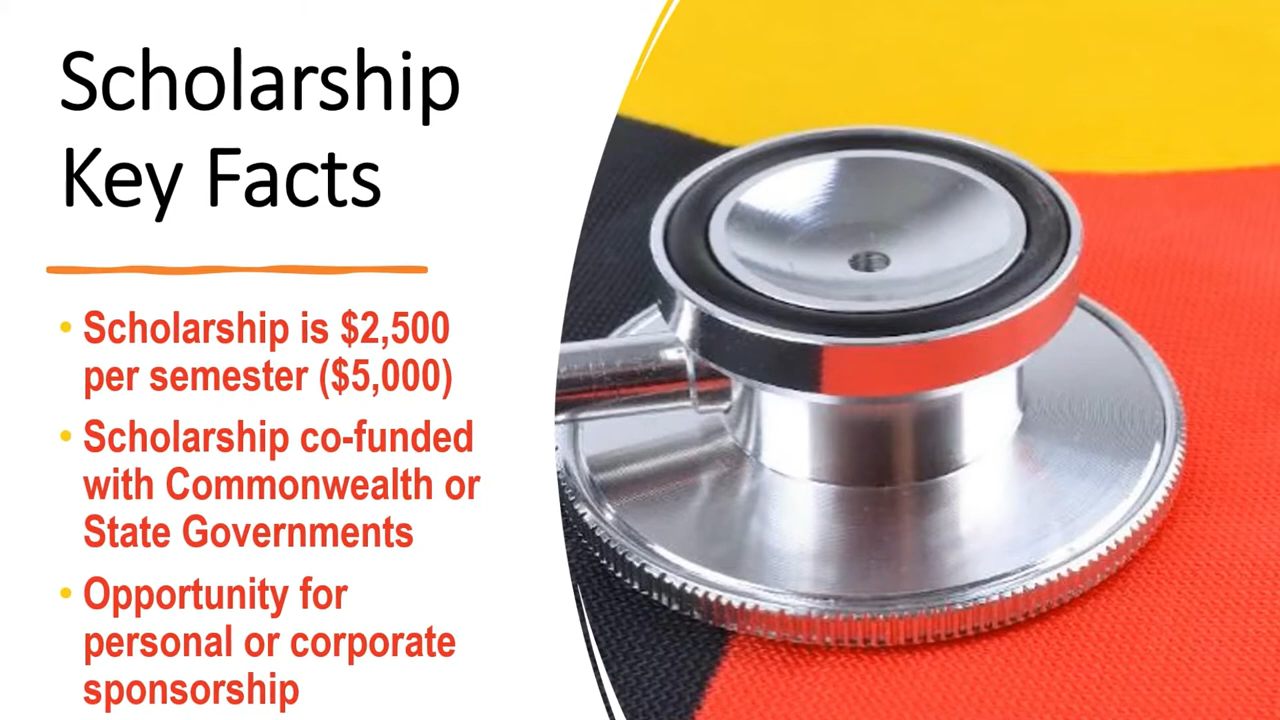 Scholarship
Key Facts
• Scholarship is $2,500
per semester ($5,000)
• Scholarship co-funded
with Commonwealth or
State Governments
• Opportunity for
personal or corporate
sponsorship